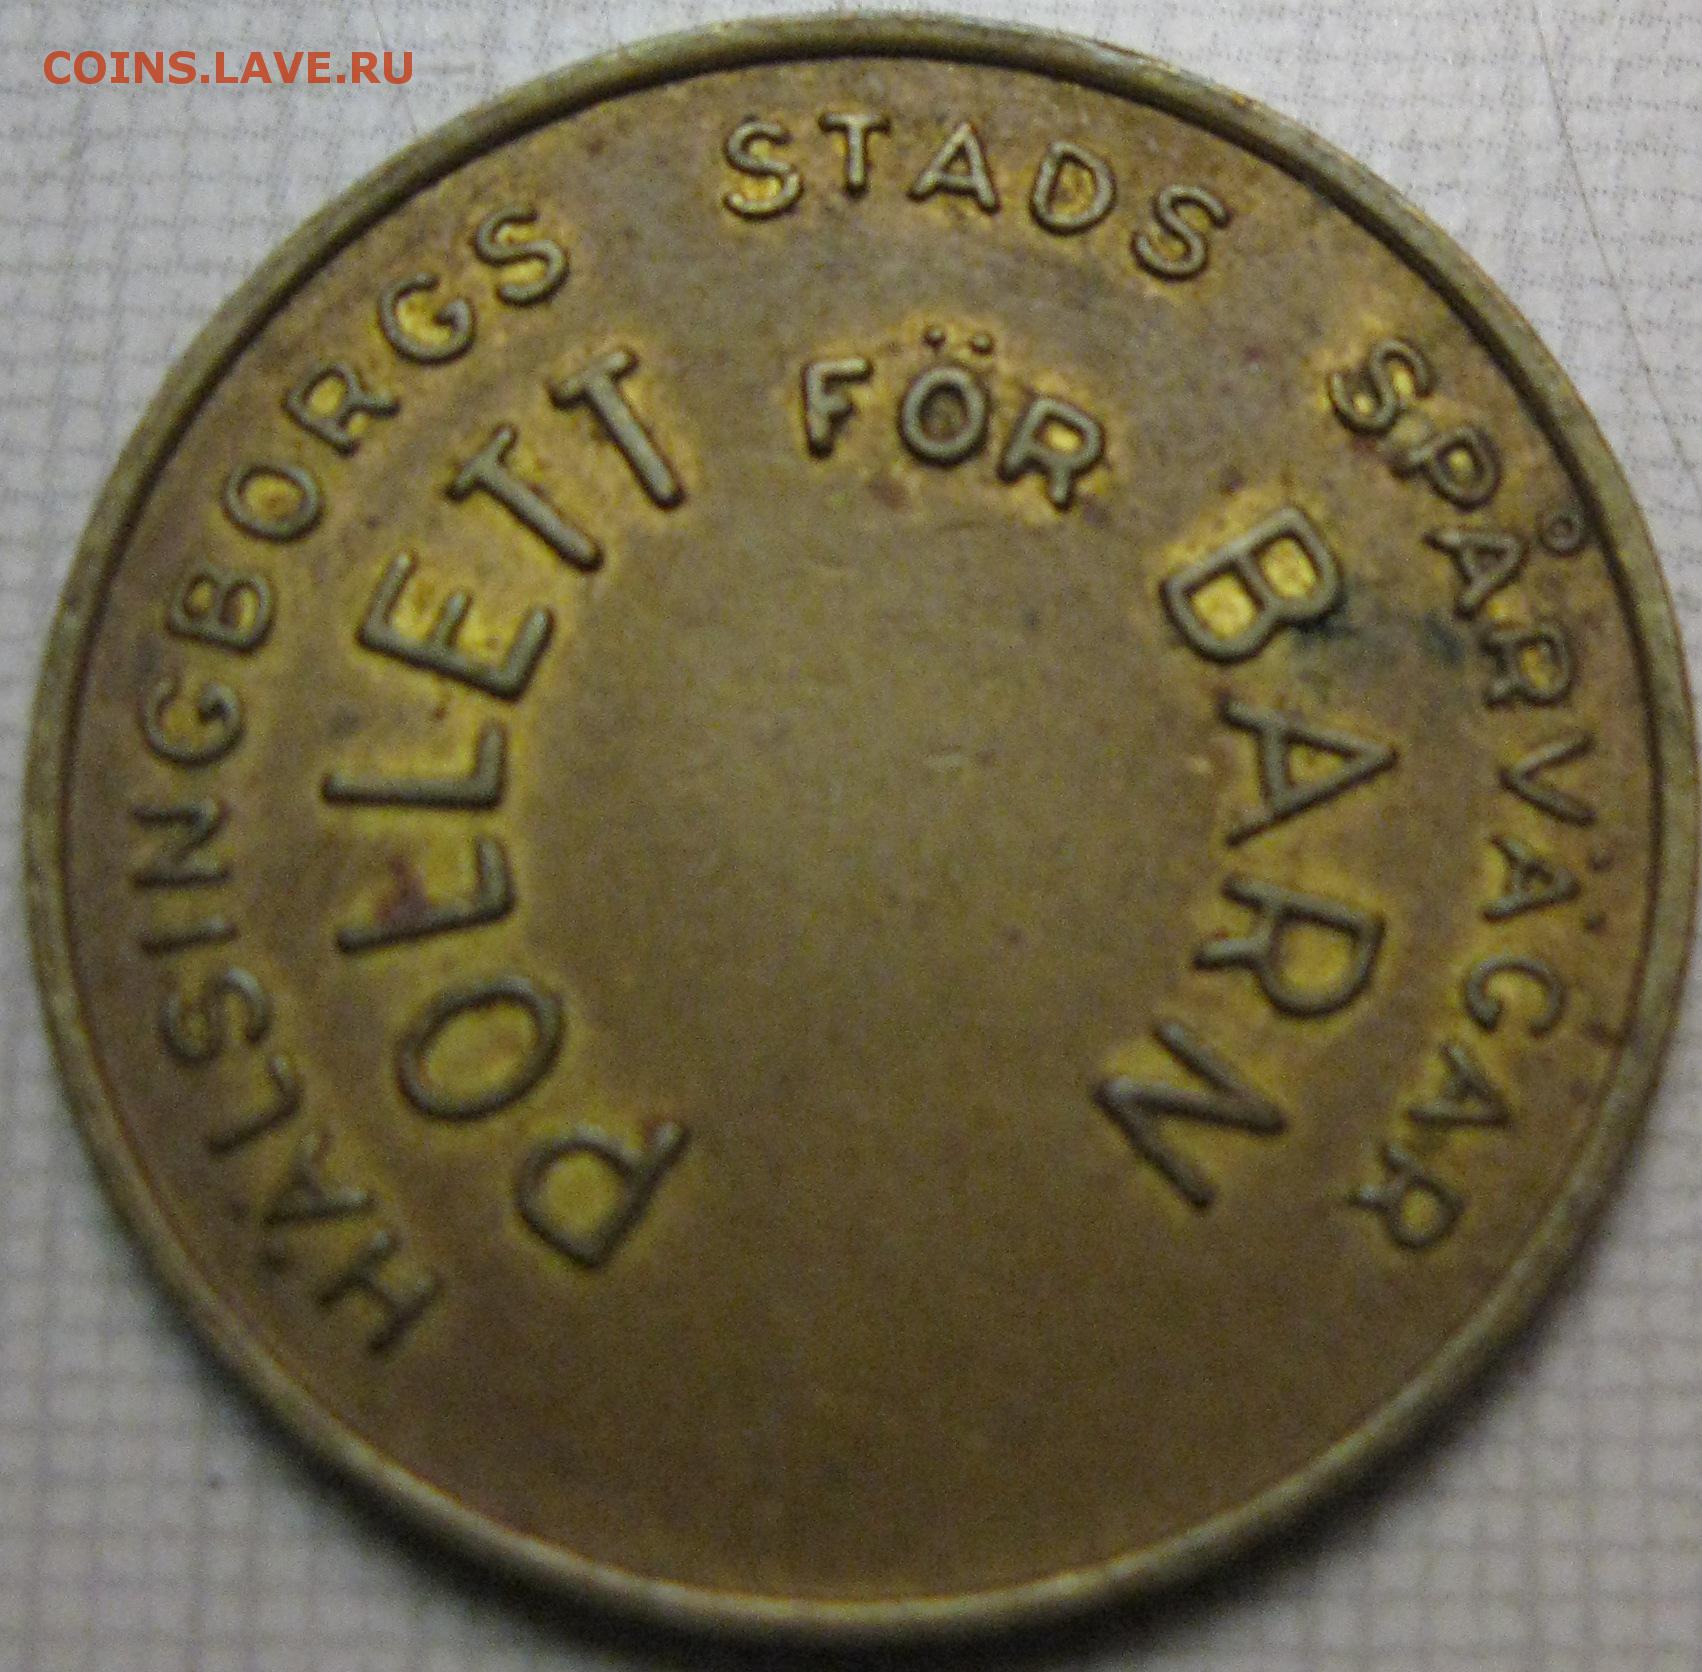 COINS.LAVE.RU
HÄLSINGBORGS STADS SPÅRVÄGAR
POLLETT FÖR BARN